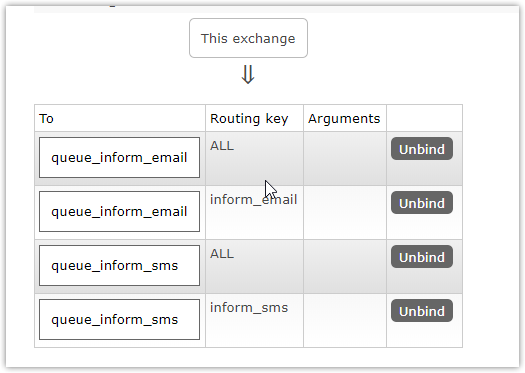 This exchange
⇓
To Routing key Arguments
queue_inform_email ALL Unbind
queue_inform_email inform_email Unbind
queue_inform_sms ALL Unbind
queue_inform_sms inform_sms Unbind